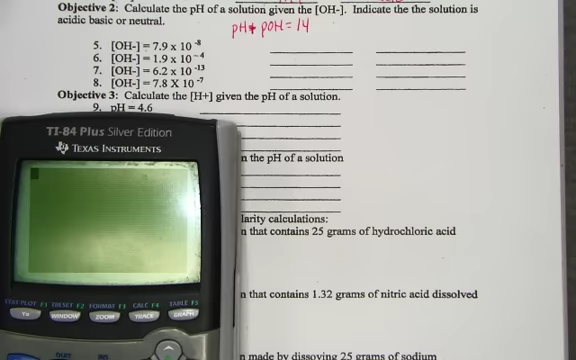 Objective 2: Calculate the pH of a solution given the [OH-]. Indicate the the solution is
acidic basic or neutral.
pH + pOH = 14
5. [OH-] = 7.9 x 10 -8
6. [OH-] = 1.9 x 10 -4
7. [OH-] = 6.2 x 10 -13
8. [OH-] = 7.8 X 10 -7
Objective 3: Calculate the [H+] given the pH of a solution.
9. pH = 4.6
TI-84 Plus Silver Edition
TEXAS INSTRUMENTS
n the pH of a solution
larity calculations:
n that contains 25 grams of hydrochloric acid
n that contains 1.32 grams of nitric acid dissolved
STAT PLOT F1 TBLSET F2 FORMAT F3 CALC F4 TABLE F5
Y= WINDOW ZOOM TRACE GRAPH
n made by dissoving 25 grams of sodium